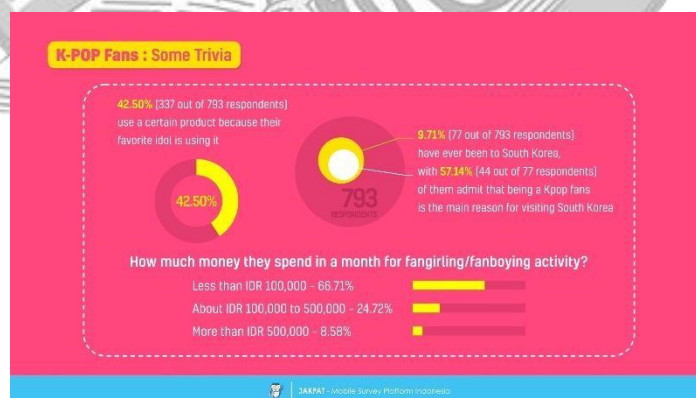 K-POP Fans : Some Trivia
42.50% (337 out of 793 respondents)
use a certain product because their
favorite idol is using it
42.50%
793
RESPONDENTS
9.71% (77 out of 793 respondents)
have ever been to South Korea,
with 57.14% (44 out of 77 respondents)
of them admit that being a Kpop fans
is the main reason for visiting South Korea
How much money they spend in a month for fangirling/fanboying activity?
Less than IDR 100,000 - 66.71%
About IDR 100,000 to 500,000 - 24.72%
More than IDR 500,000 - 8.58%
JAKPAT - Mobile Survey Platform Indonesia